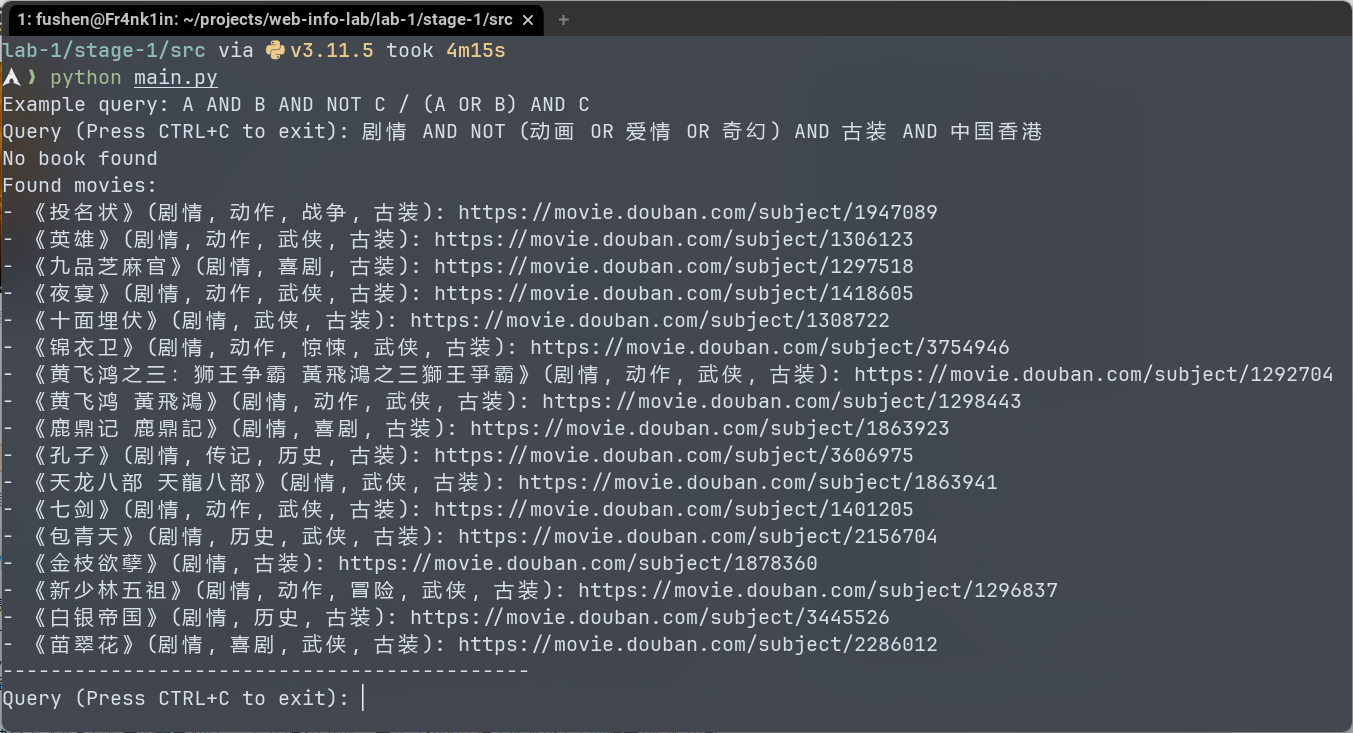 1: fushen@Fr4nk1in: ~/projects/web-info-lab/lab-1/stage-1/src × +
lab-1/stage-1/src via v3.11.5 took 4m15s
❯ python main.py
Example query: A AND B AND NOT C / (A OR B) AND C
Query (Press CTRL+C to exit): 剧情 AND NOT (动画 OR 爱情 OR 奇幻) AND 古装 AND 中国香港
No book found
Found movies:
- 《投名状》(剧情, 动作, 战争, 古装): https://movie.douban.com/subject/1947089
- 《英雄》(剧情, 动作, 武侠, 古装): https://movie.douban.com/subject/1306123
- 《九品芝麻官》(剧情, 喜剧, 古装): https://movie.douban.com/subject/1297518
- 《夜宴》(剧情, 动作, 武侠, 古装): https://movie.douban.com/subject/1418605
- 《十面埋伏》(剧情, 武侠, 古装): https://movie.douban.com/subject/1308722
- 《锦衣卫》(剧情, 动作, 惊悚, 武侠, 古装): https://movie.douban.com/subject/3754946
- 《黄飞鸿之三: 狮王争霸 黃飛鴻之三獅王爭霸》(剧情, 动作, 武侠, 古装): https://movie.douban.com/subject/1292704
- 《黄飞鸿 黃飛鴻》(剧情, 动作, 武侠, 古装): https://movie.douban.com/subject/1298443
- 《鹿鼎记 鹿鼎記》(剧情, 喜剧, 古装): https://movie.douban.com/subject/1863923
- 《孔子》(剧情, 传记, 历史, 古装): https://movie.douban.com/subject/3606975
- 《天龙八部 天龍八部》(剧情, 武侠, 古装): https://movie.douban.com/subject/1863941
- 《七剑》(剧情, 动作, 武侠, 古装): https://movie.douban.com/subject/1401205
- 《包青天》(剧情, 历史, 武侠, 古装): https://movie.douban.com/subject/2156704
- 《金枝欲孽》(剧情, 古装): https://movie.douban.com/subject/1878360
- 《新少林五祖》(剧情, 动作, 冒险, 武侠, 古装): https://movie.douban.com/subject/1296837
- 《白银帝国》(剧情, 历史, 古装): https://movie.douban.com/subject/3445526
- 《苗翠花》(剧情, 喜剧, 武侠, 古装): https://movie.douban.com/subject/2286012
-------------------------------------------
Query (Press CTRL+C to exit):